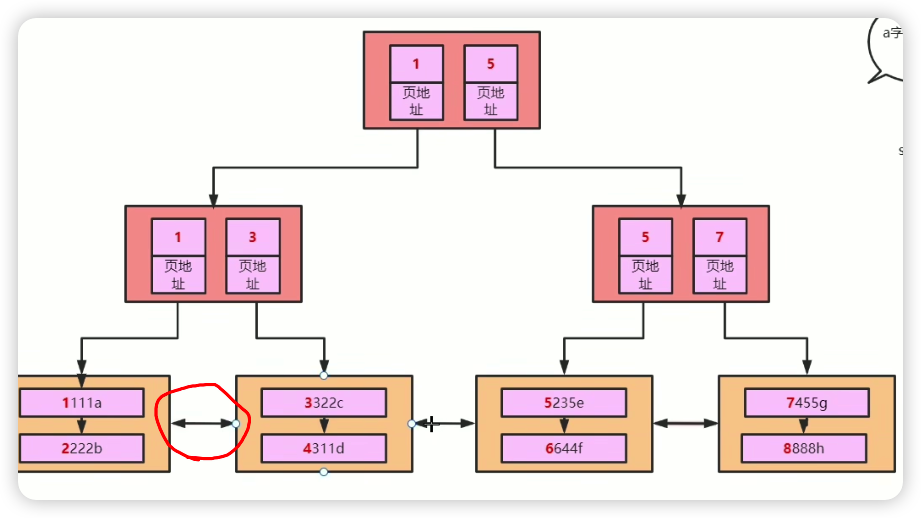 a字
1 5
页地
址
页地
址
s
1 3
5 7
页地
址
页地
址
页地
址
页地
址
1111a
2222b
3322c
4311d
5235e
6644f
7455g
8888h